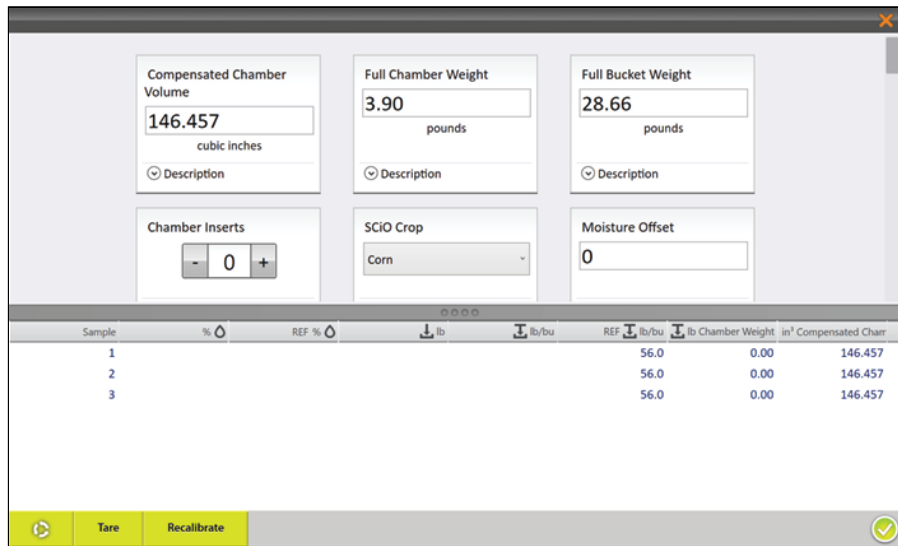 Compensated Chamber
Volume
146.457
cubic inches
Description
Full Chamber Weight
3.90
pounds
Description
Full Bucket Weight
28.66
pounds
Description
Chamber Inserts
- 0 +
SCiO Crop
Corn
Moisture Offset
0
Sample % REF % lb lb/bu REF lb/bu lb Chamber Weight in³ Compensated Char
1 56.0 0.00 146.457
2 56.0 0.00 146.457
3 56.0 0.00 146.457
Tare Recalibrate